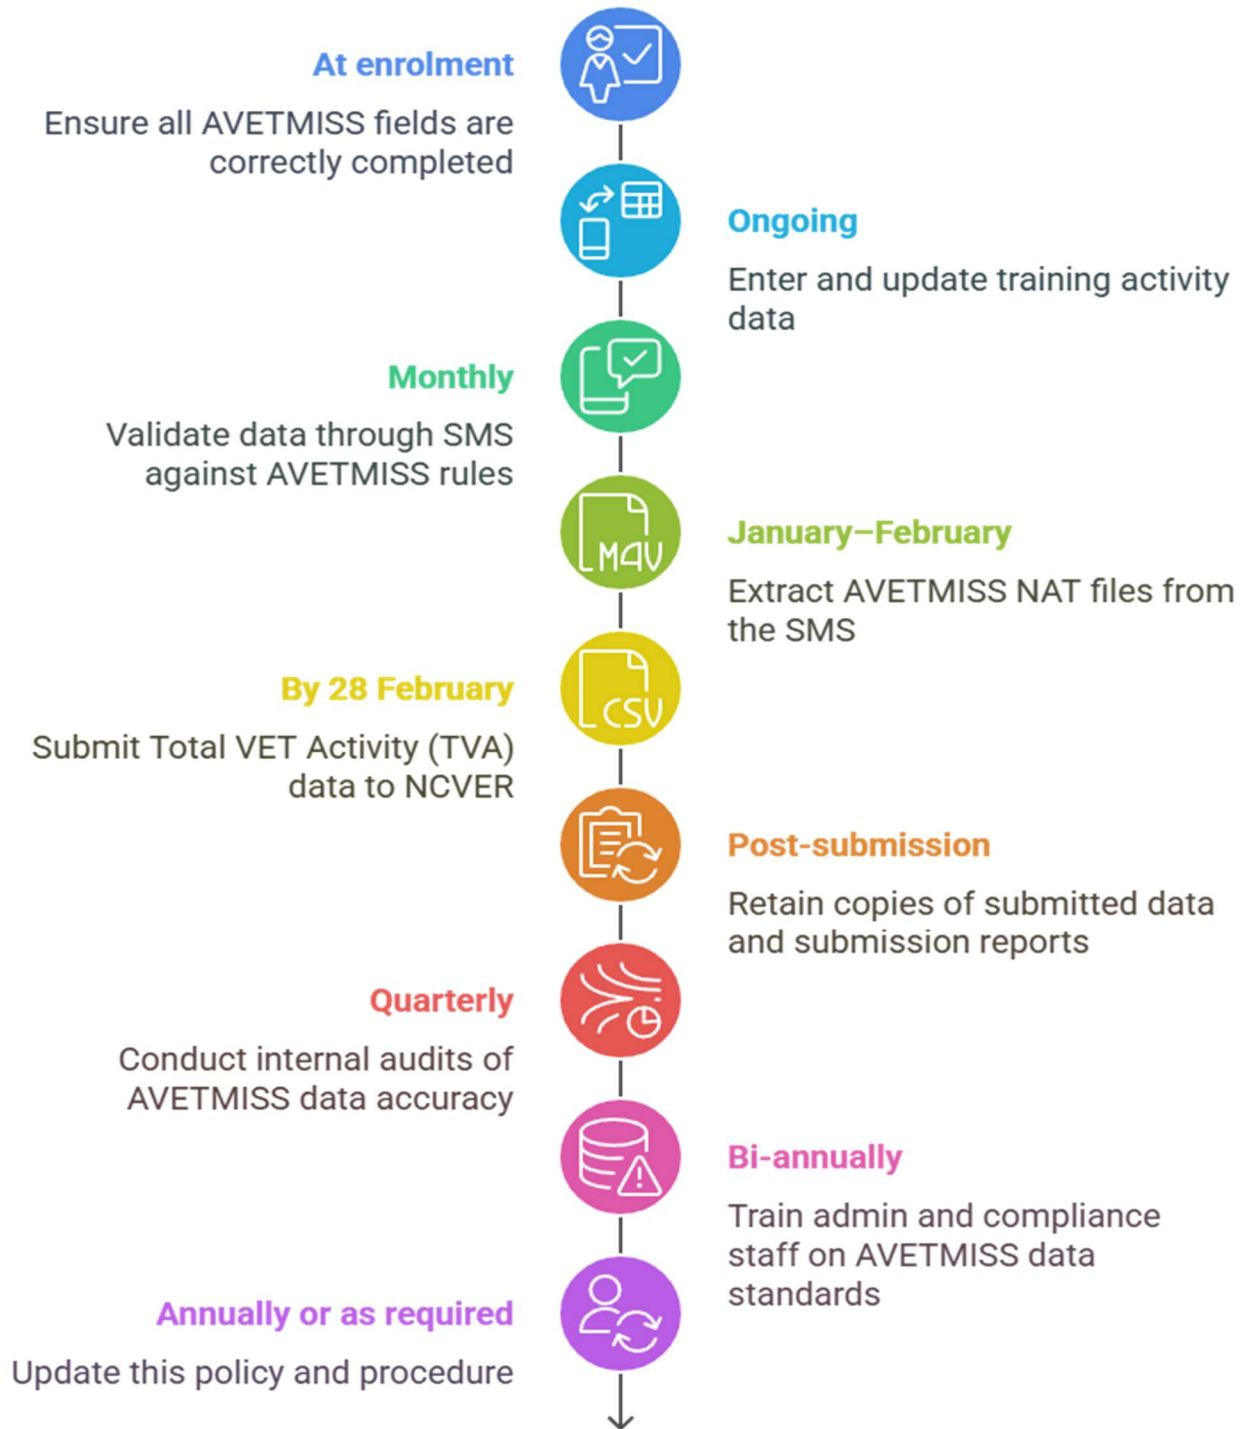 At enrolment
Ensure all AVETMISS fields are
correctly completed
Ongoing
Enter and update training activity
data
Monthly
Validate data through SMS
against AVETMISS rules
M4V
January–February
Extract AVETMISS NAT files from
the SMS
By 28 February
CSV
Submit Total VET Activity (TVA)
data to NCVER
Post-submission
Retain copies of submitted data
and submission reports
Quarterly
Conduct internal audits of
AVETMISS data accuracy
Bi-annually
Train admin and compliance
staff on AVETMISS data
standards
Annually or as required
Update this policy and procedure